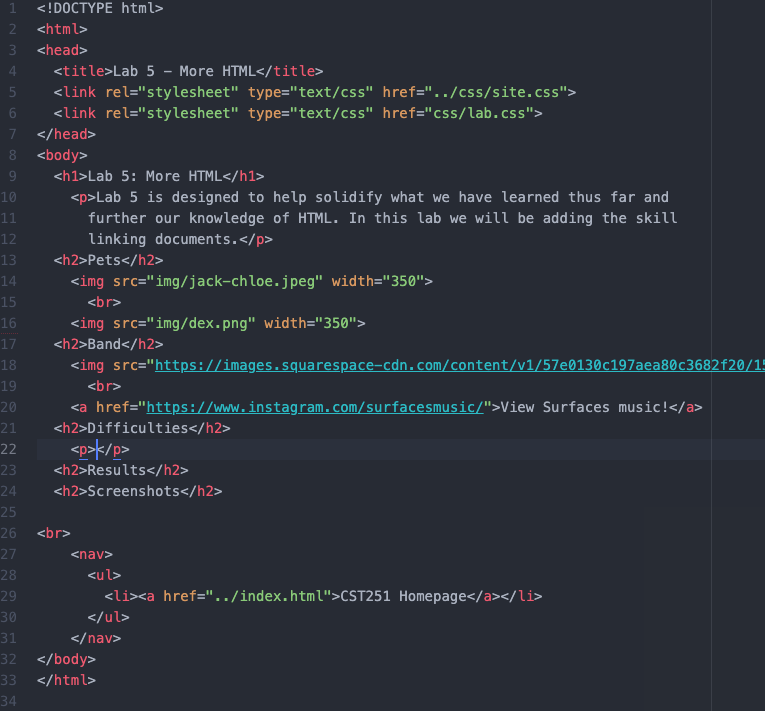 1 <!DOCTYPE html>
2 <html>
3 <head>
4 <title>Lab 5 – More HTML</title>
5 <link rel="stylesheet" type="text/css" href="../css/site.css">
6 <link rel="stylesheet" type="text/css" href="css/lab.css">
7 </head>
8 <body>
9 <h1>Lab 5: More HTML</h1>
10 <p>Lab 5 is designed to help solidify what we have learned thus far and
11 further our knowledge of HTML. In this lab we will be adding the skill
12 linking documents.</p>
13 <h2>Pets</h2>
14 <img src="img/jack-chloe.jpeg" width="350">
15 <br>
16 <img src="img/dex.png" width="350">
17 <h2>Band</h2>
18 <img src="https://images.squarespace-cdn.com/content/v1/57e0130c197aea80c3682f20/15
19 <br>
20 <a href="https://www.instagram.com/surfacesmusic/">View Surfaces music!</a>
21 <h2>Difficulties</h2>
22 <p></p>
23 <h2>Results</h2>
24 <h2>Screenshots</h2>
25
26 <br>
27 <nav>
28 <ul>
29 <li><a href="../index.html">CST251 Homepage</a></li>
30 </ul>
31 </nav>
32 </body>
33 </html>
34